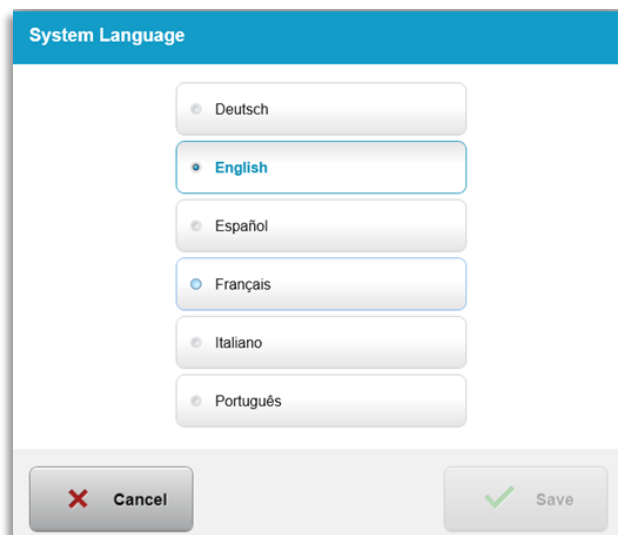 System Language
Deutsch
English
Español
Français
Italiano
Português
Cancel
Save